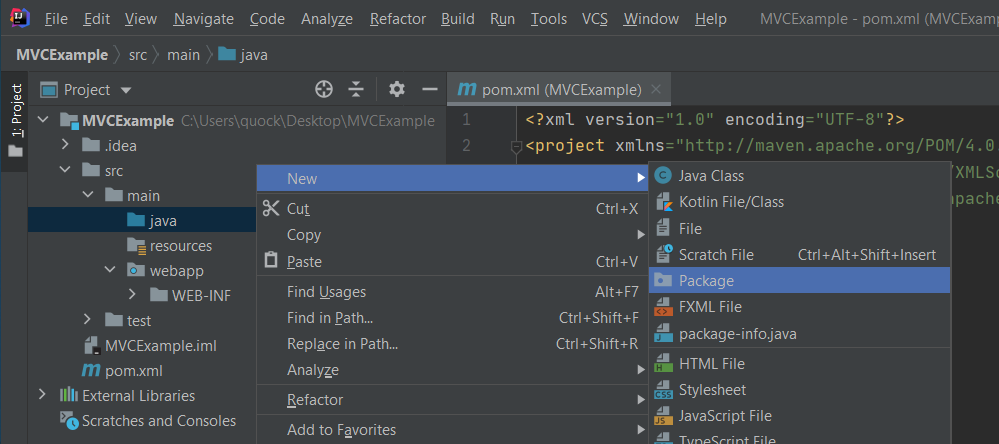 File Edit View Navigate Code Analyze Refactor Build Run Tools VCS Window Help MVCExample - pom.xml (MVCExam
MVCExample src main java
1: Project
Project
pom.xml (MVCExample)
MVCExample C:\Users\quock\Desktop\MVCExample
.idea
src
main
java
resources
webapp
WEB-INF
test
MVCExample.iml
pom.xml
External Libraries
Scratches and Consoles
1 <?xml version="1.0" encoding="UTF-8"?>
2 <project xmlns="http://maven.apache.org/POM/4.0.
/XMLSc
apache
New
Cut Ctrl+X
Copy
Paste Ctrl+V
Find Usages Alt+F7
Find in Path... Ctrl+Shift+F
Replace in Path... Ctrl+Shift+R
Analyze
Refactor
Add to Favorites
Java Class
Kotlin File/Class
File
Scratch File Ctrl+Alt+Shift+Insert
Package
FXML File
package-info.java
HTML File
Stylesheet
JavaScript File
TypeScript File